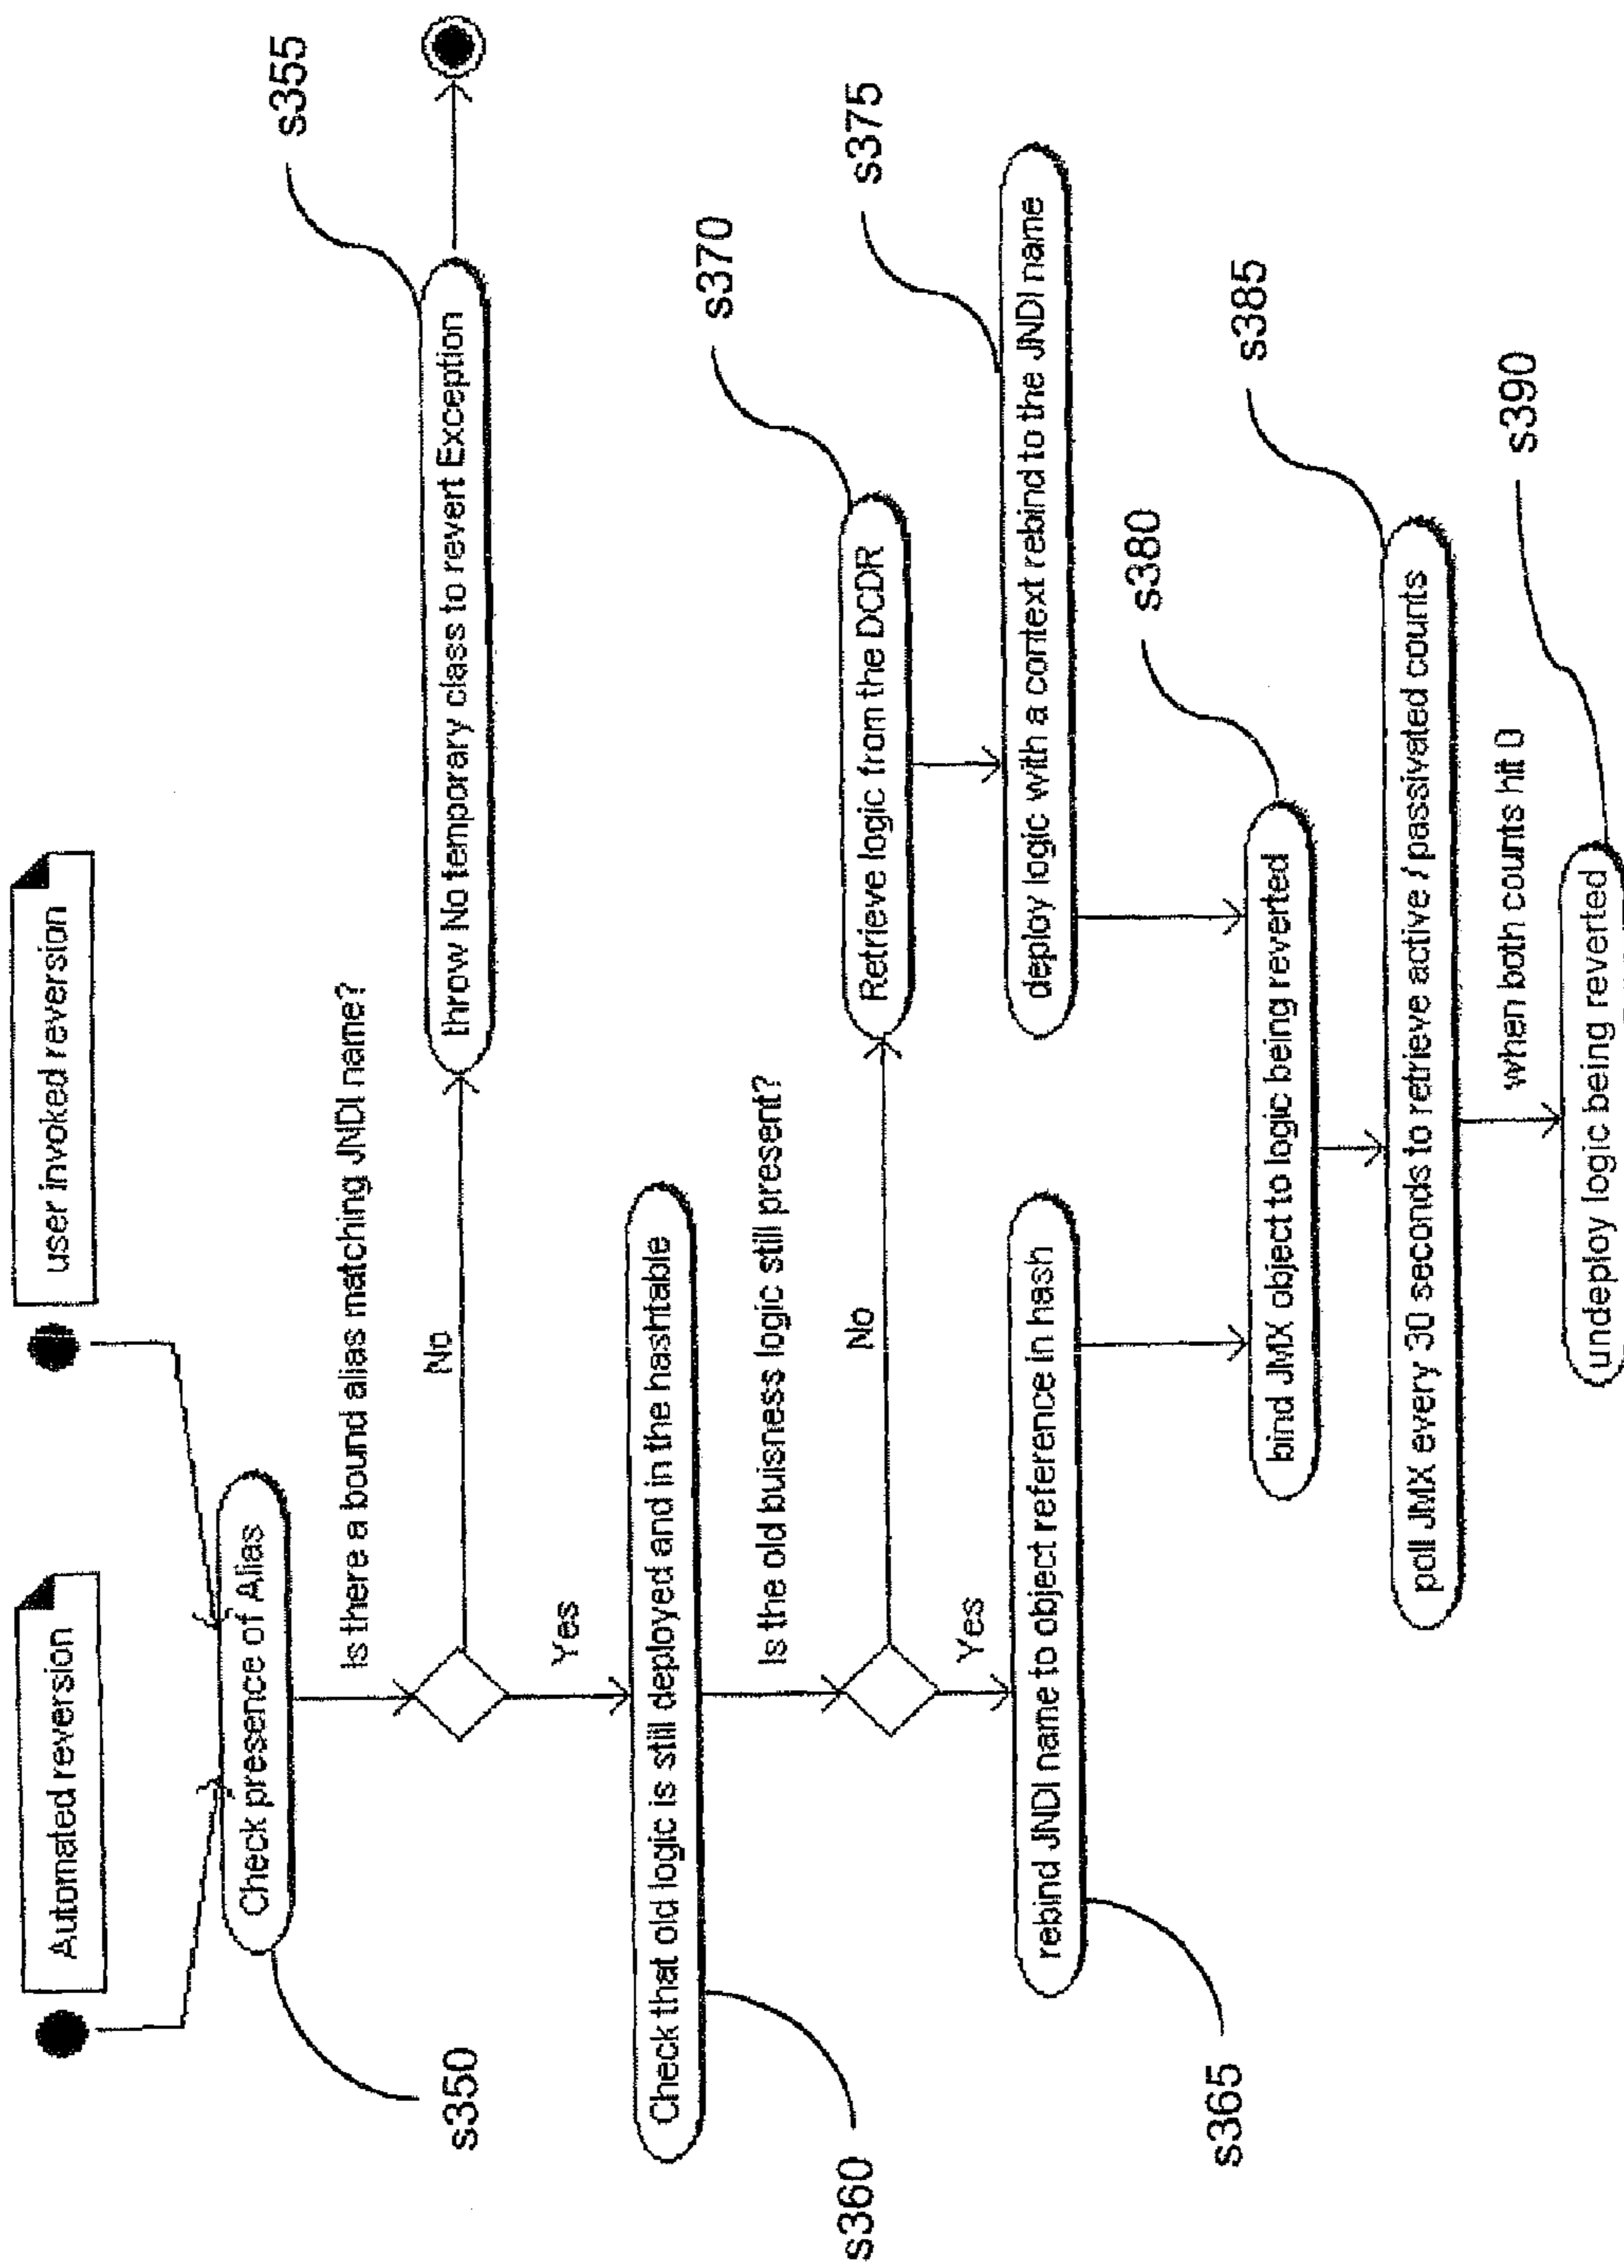 Automated reversion
user invoked reversion
Check presence of Alias
s350
Is there a bound alias matching JNDI name?
No
throw No temporary class to revert Exception
s355
Yes
Check that old logic is still deployed and in the hashtable
s360
Is the old buisness logic still present?
No
Retrieve logic from the DCDR
s370
Yes
rebind JNDI name to object reference in hash
s365
deploy logic with a context rebind to the JNDI name
s375
bind JMX object to logic being reverted
s380
poll JMX every 30 seconds to retrieve active / passivated counts
s385
when both counts hit 0
undeploy logic being reverted
s390